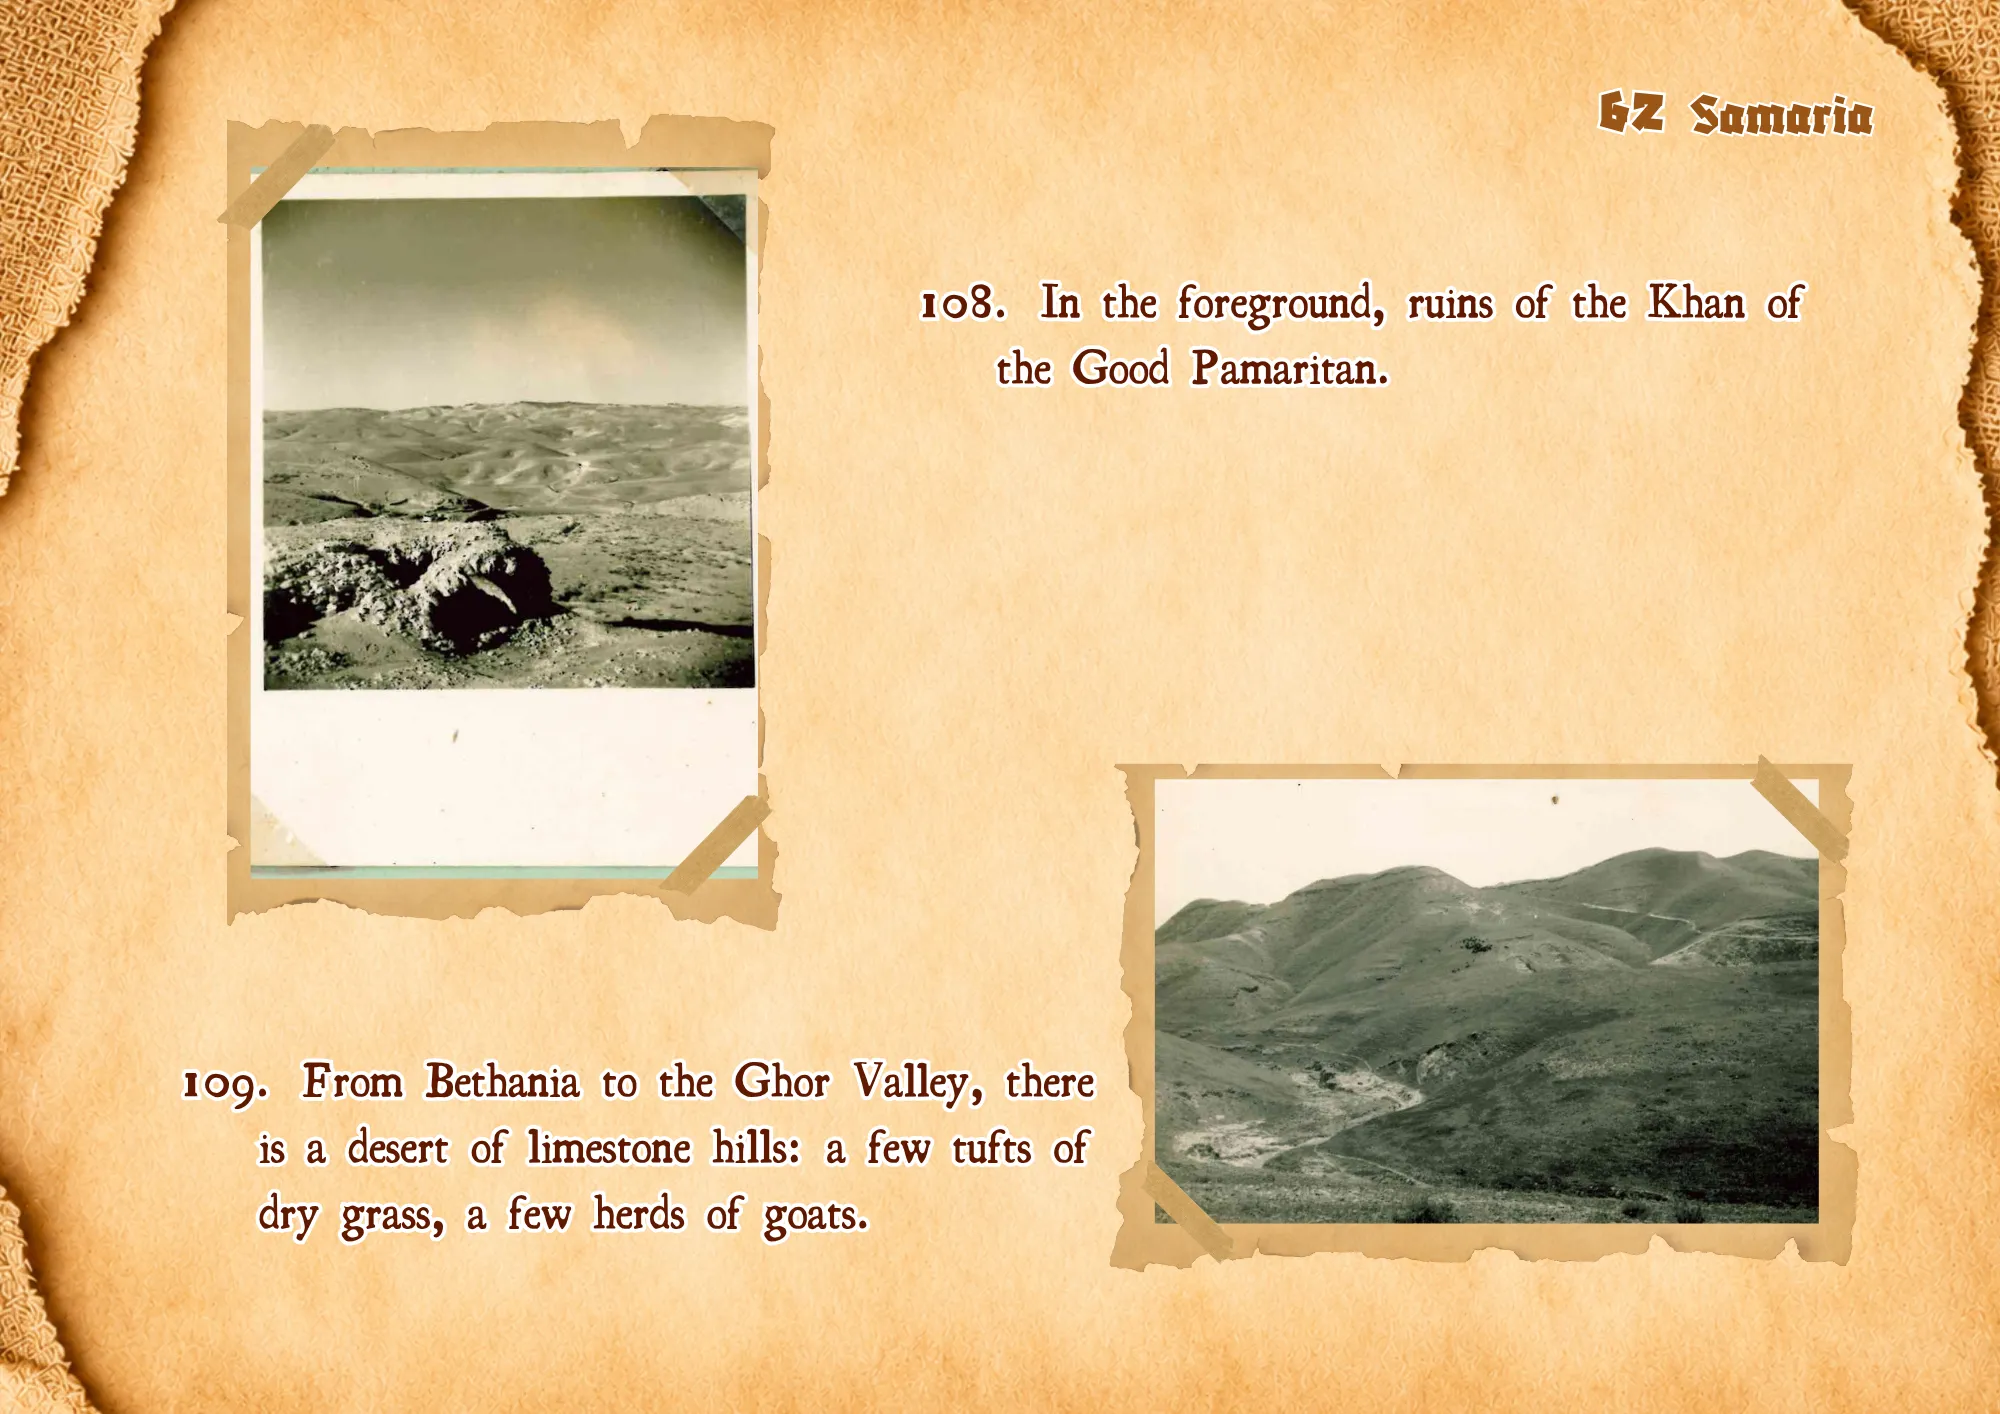 62 Samaria
108. In the foreground, ruins of the Khan of
the Good Pamaritan.
109. From Bethania to the Ghor Valley, there
is a desert of limestone hills: a few tufts of
dry grass, a few herds of goats.